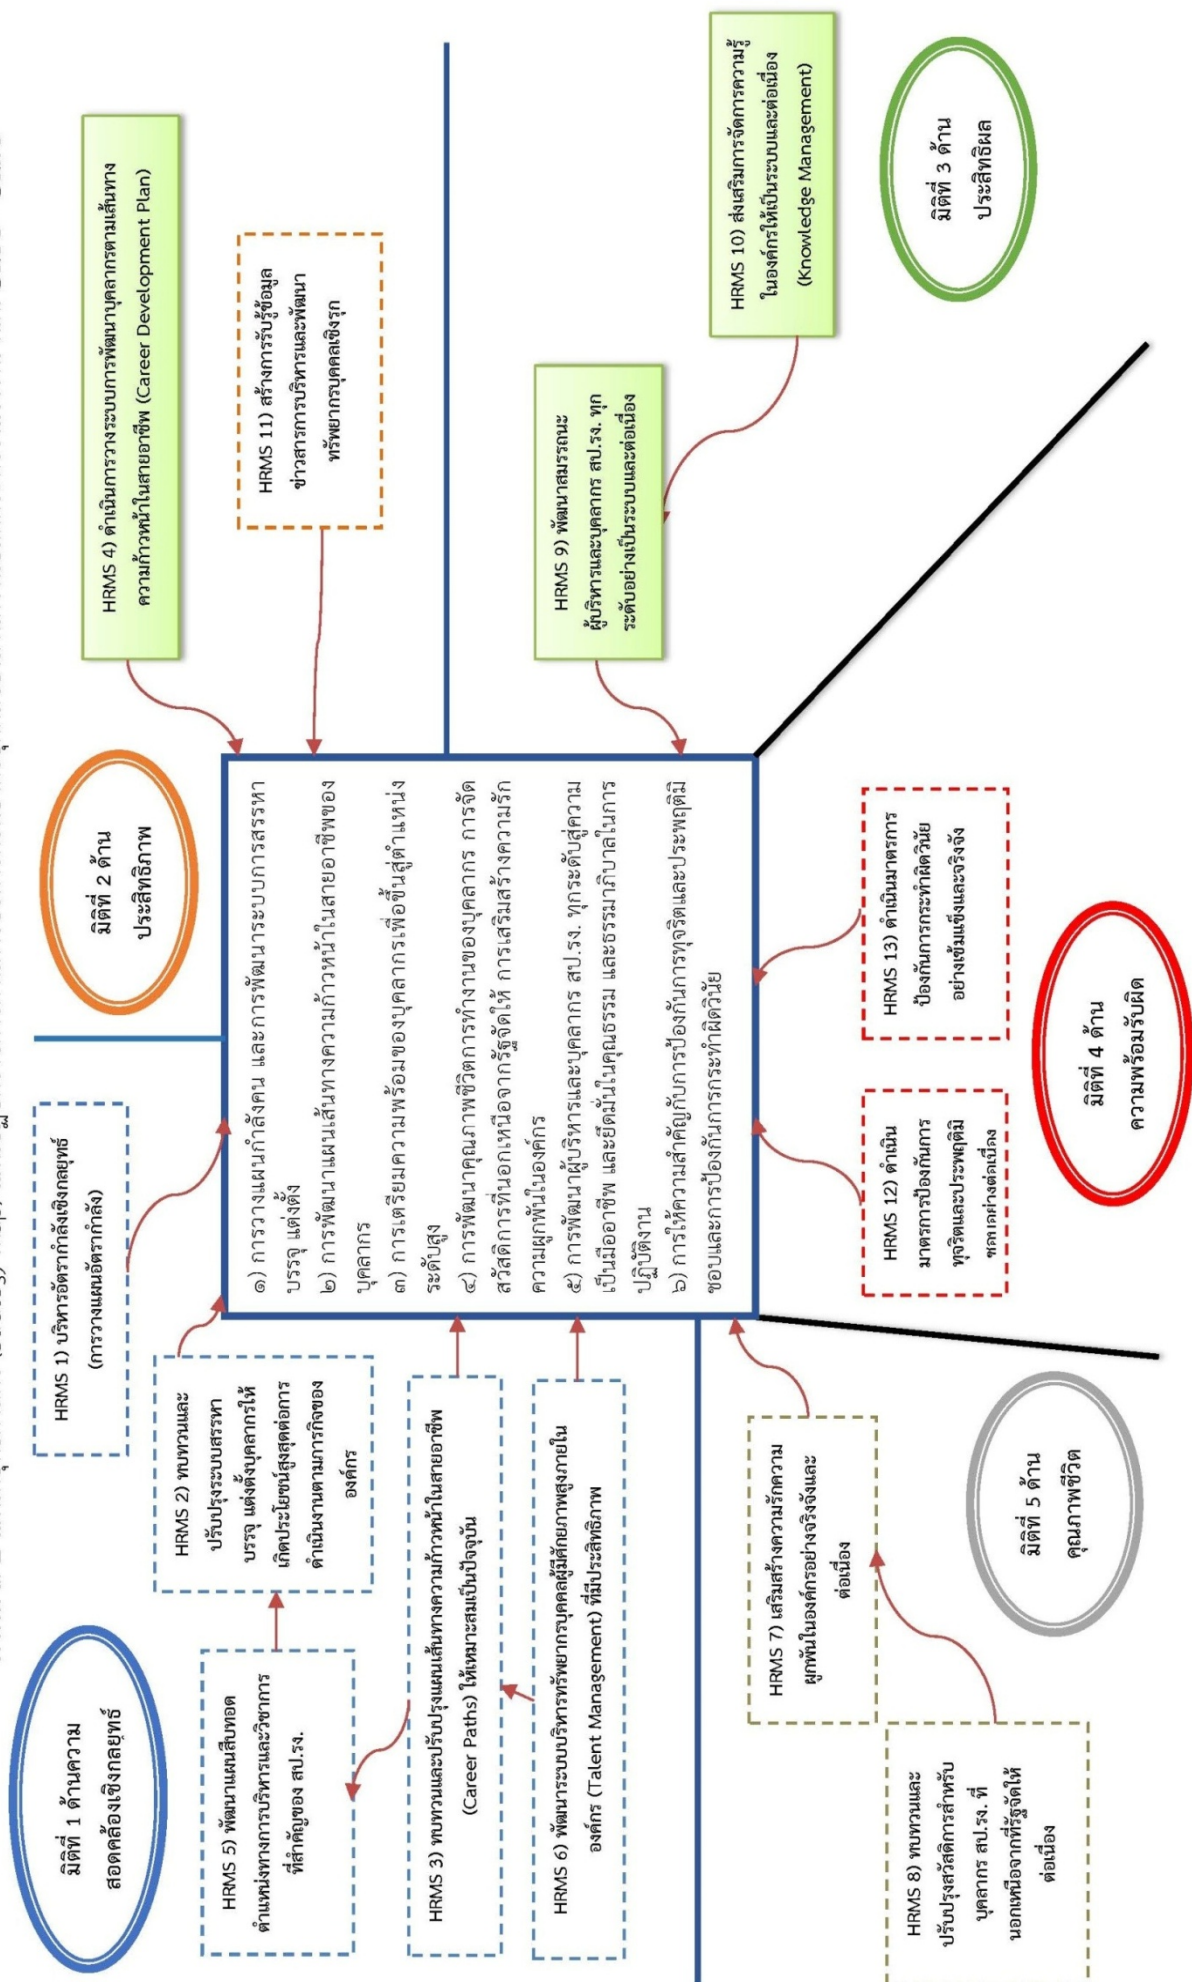 มิติที่ 1 ด้านความ
สอดคล้องเชิงกลยุทธ์
HRMS 1) บริหารอัตรากำลังเชิงกลยุทธ์
(การวางแผนอัตรากำลัง)
มิติที่ 2 ด้าน
ประสิทธิภาพ
HRMS 4) ดำเนินการวางระบบการพัฒนาบุคลากรตามเส้นทาง
ความก้าวหน้าในสายอาชีพ (Career Development Plan)
HRMS 5) พัฒนาแผนสืบทอด
ตำแหน่งทางการบริหารและวิชาการ
ที่สำคัญของ สป.รง.
HRMS 2) ทบทวนและ
ปรับปรุงระบบสรรหา
บรรจุ แต่งตั้งบุคลากรให้
เกิดประโยชน์สูงสุดต่อการ
ดำเนินงานตามภารกิจของ
องค์กร
HRMS 11) สร้างการรับรู้ข้อมูล
ข่าวสารการบริหารและพัฒนา
ทรัพยากรบุคคลเชิงรุก
HRMS 3) ทบทวนและปรับปรุงแผนเส้นทางความก้าวหน้าในสายอาชีพ
(Career Paths) ให้เหมาะสมเป็นปัจจุบัน
HRMS 6) พัฒนาระบบบริหารทรัพยากรบุคคลผู้มีศักยภาพสูงภายใน
องค์กร (Talent Management) ที่มีประสิทธิภาพ
๑) การวางแผนกำลังคน และการพัฒนาระบบการสรรหา
บรรจุ แต่งตั้ง
๒) การพัฒนาแผนเส้นทางความก้าวหน้าในสายอาชีพของ
บุคลากร
๓) การเตรียมความพร้อมของบุคลากรเพื่อขึ้นสู่ตำแหน่ง
ระดับสูง
๔) การพัฒนาคุณภาพชีวิตการทำงานของบุคลากร การจัด
สวัสดิการที่นอกเหนือจากรัฐจัดให้ การเสริมสร้างความรัก
ความผูกพันในองค์กร
๕) การพัฒนาผู้บริหารและบุคลากร สป.รง. ทุกระดับสู่ความ
เป็นมืออาชีพ และยึดมั่นในคุณธรรม และธรรมาภิบาลในการ
ปฏิบัติงาน
๖) การให้ความสำคัญกับการป้องกันการทุจริตและประพฤติมิ
ชอบและการป้องกันการกระทำผิดวินัย
HRMS 9) พัฒนาสมรรถนะ
ผู้บริหารและบุคลากร สป.รง. ทุก
ระดับอย่างเป็นระบบและต่อเนื่อง
HRMS 10) ส่งเสริมการจัดการความรู้
ในองค์กรให้เป็นระบบและต่อเนื่อง
(Knowledge Management)
มิติที่ 3 ด้าน
ประสิทธิผล
HRMS 7) เสริมสร้างความรักความ
ผูกพันในองค์กรอย่างจริงจังและ
ต่อเนื่อง
HRMS 8) ทบทวนและ
ปรับปรุงสวัสดิการสำหรับ
บุคลากร สป.รง. ที่
นอกเหนือจากที่รัฐจัดให้
ต่อเนื่อง
มิติที่ 5 ด้าน
คุณภาพชีวิต
HRMS 12) ดำเนิน
มาตรการป้องกันการ
ทุจริตและประพฤติมิ
ชอบอย่างต่อเนื่อง
HRMS 13) ดำเนินมาตรการ
ป้องกันการกระทำผิดวินัย
อย่างเข้มแข็งและจริงจัง
มิติที่ 4 ด้าน
ความพร้อมรับผิด